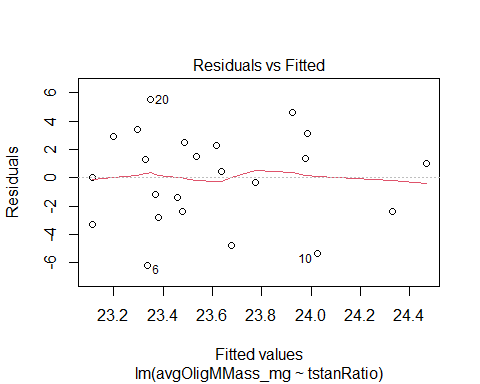 Residuals vs Fitted
Residuals
6
4
2
0
-2
-4
-6
20
6
10
23.2 23.4 23.6 23.8 24.0 24.2 24.4
Fitted values
lm(avgOligMMass_mg ~ tstanRatio)